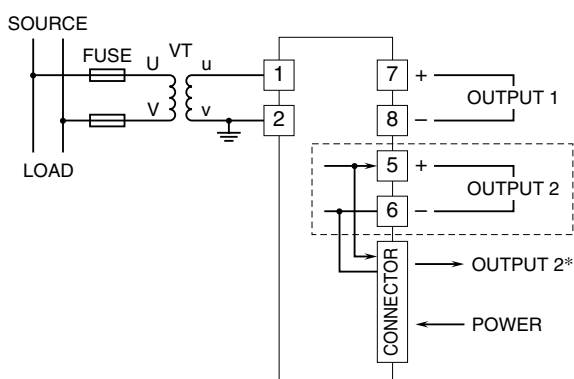 SOURCE
FUSE
U
VT
u
V
v
LOAD
1
2
7 +
8 –
OUTPUT 1
5 +
6 –
OUTPUT 2
CONNECTOR
OUTPUT 2*
POWER